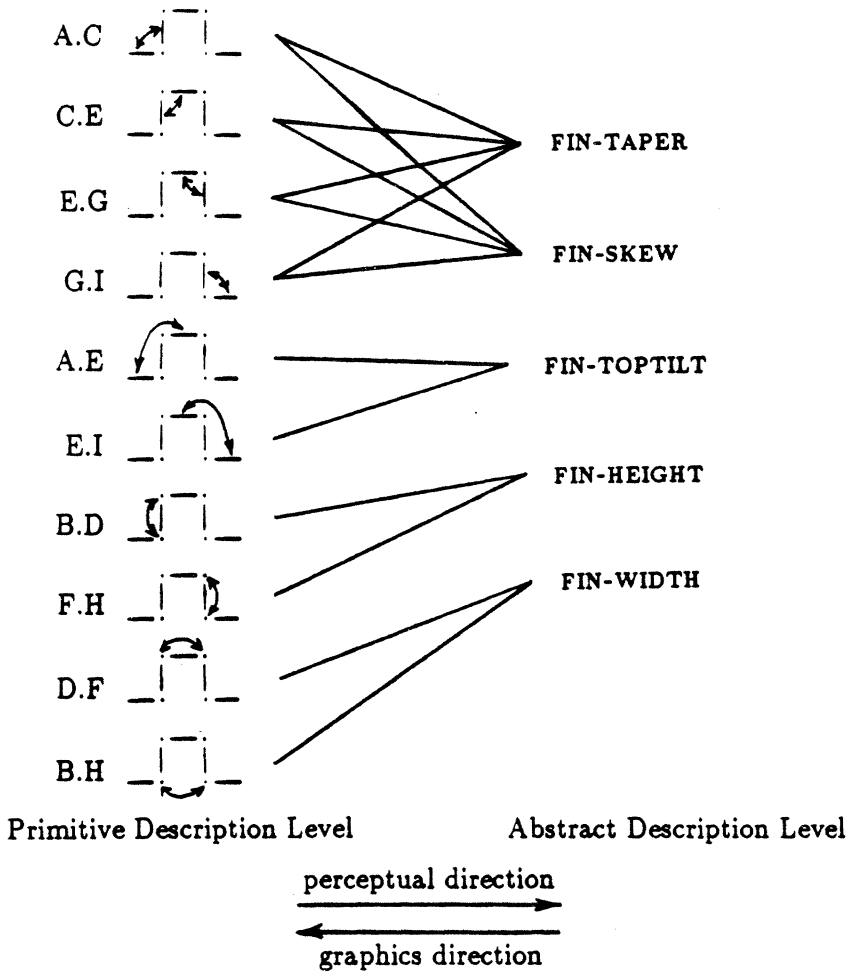 A.C
C.E
FIN-TAPER
E.G
FIN-SKEW
G.I
A.E
FIN-TOPTILT
E.I
FIN-HEIGHT
B.D
F.H
FIN-WIDTH
D.F
B.H
Primitive Description Level
Abstract Description Level
perceptual direction
graphics direction